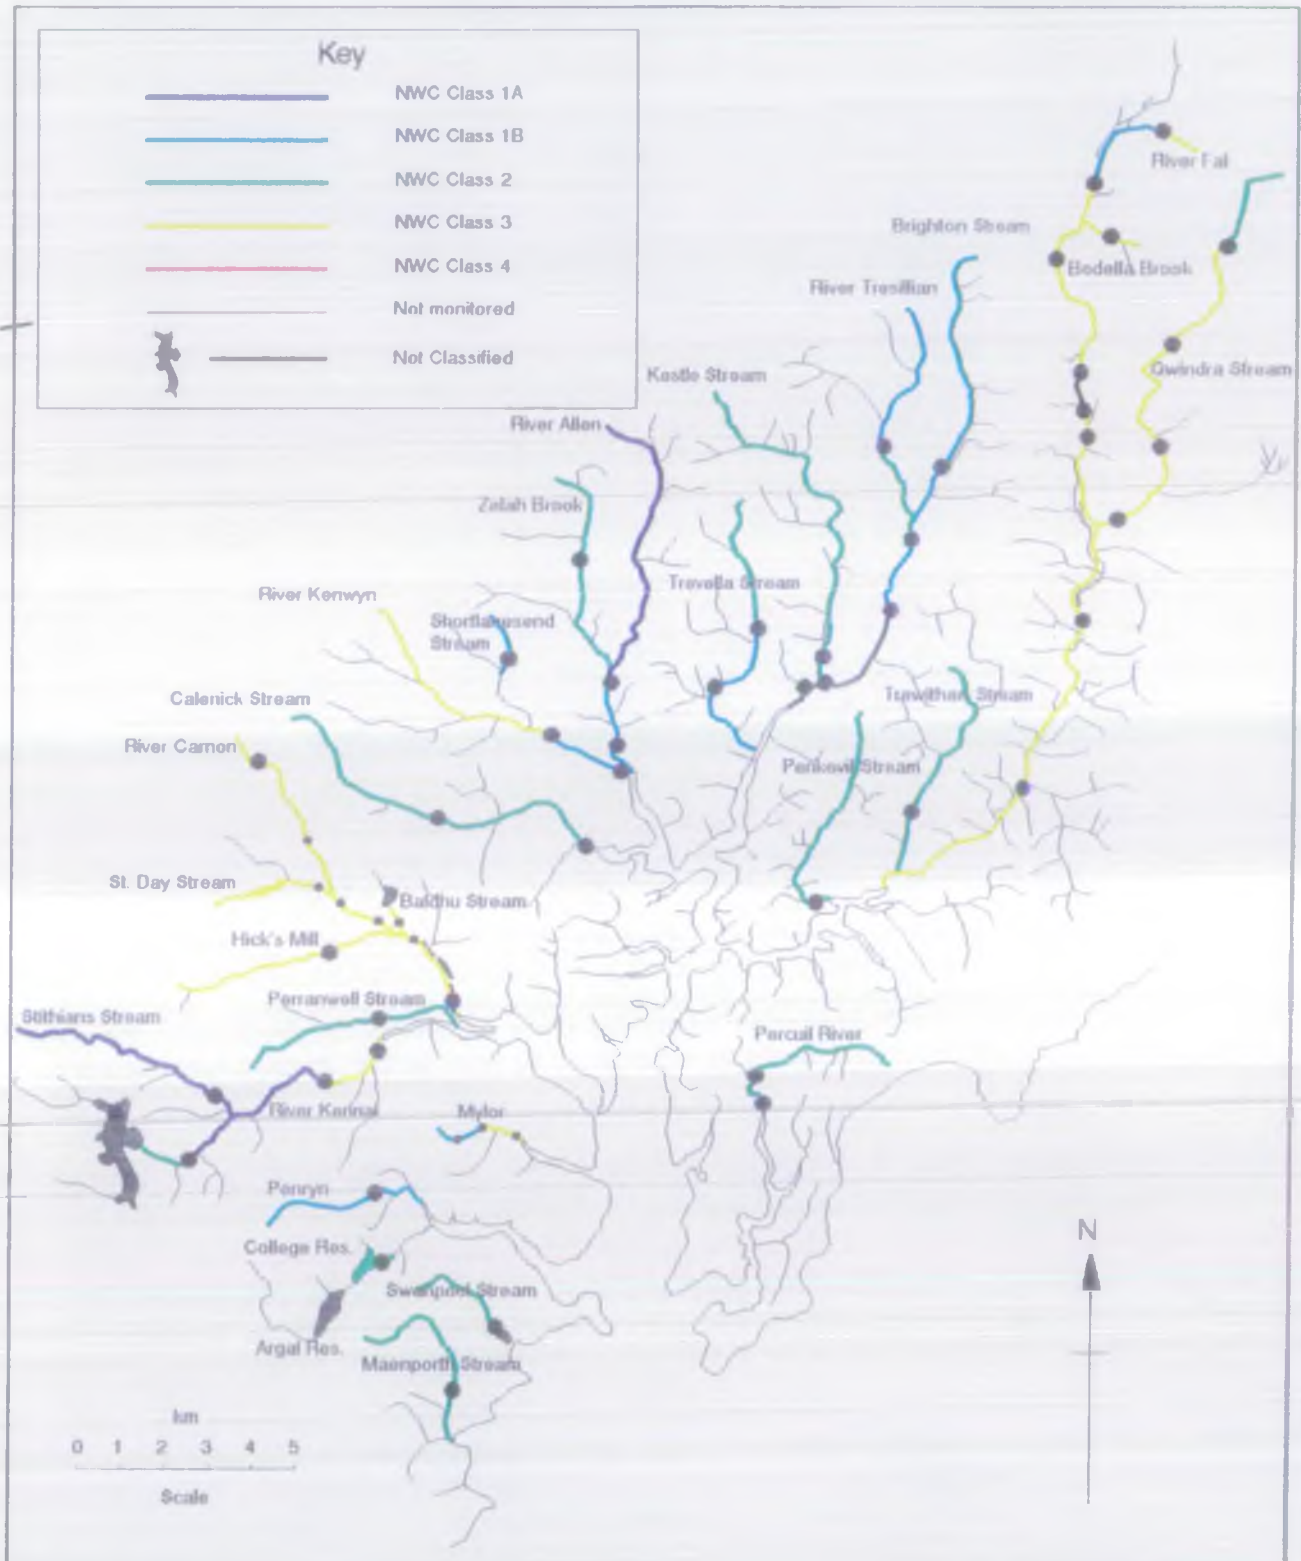 Key
NWC Class 1A
NWC Class 1B
NWC Class 2
NWC Class 3
NWC Class 4
Not monitored
Not Classified
River Fal
Brighton Stream
Bedella Brook
River Tresillian
Kestle Stream
Gwindra Stream
River Allen
Zelah Brook
Trevella Stream
River Kenwyn
Shortlanesend
Stream
Calenick Stream
Trewithan Stream
River Carnon
Penkevil Stream
St. Day Stream
Baldhu Stream
Hick's Mill
Perranwell Stream
Stithians Stream
Percuil River
River Kennal
Mylor
Penryn
N
College Res.
Swanpool Stream
Argal Res.
Maenporth Stream
km
0 1 2 3 4 5
Scale